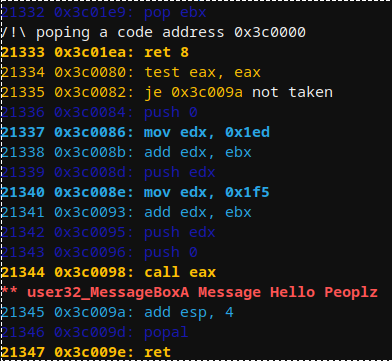 21332 0x3c01e9: pop ebx
/!\ poping a code address 0x3c0000
21333 0x3c01ea: ret 8
21334 0x3c0080: test eax, eax
21335 0x3c0082: je 0x3c009a not taken
21336 0x3c0084: push 0
21337 0x3c0086: mov edx, 0x1ed
21338 0x3c008b: add edx, ebx
21339 0x3c008d: push edx
21340 0x3c008e: mov edx, 0x1f5
21341 0x3c0093: add edx, ebx
21342 0x3c0095: push edx
21343 0x3c0096: push 0
21344 0x3c0098: call eax
** user32_MessageBoxA Message Hello Peoplz
21345 0x3c009a: add esp, 4
21346 0x3c009d: popal
21347 0x3c009e: ret